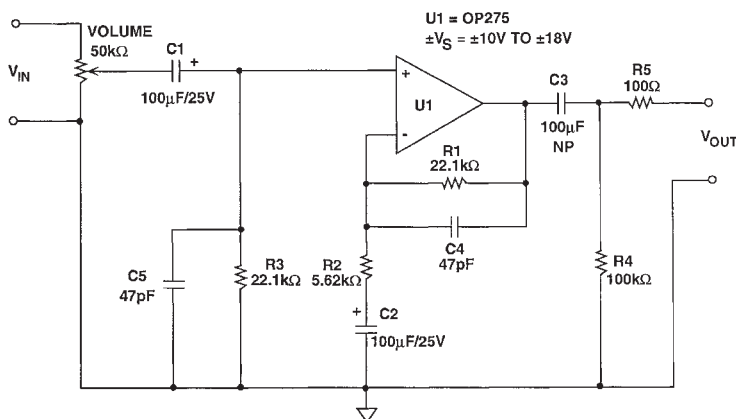 U1 = OP275
±VS = ±10V TO ±18V
VOLUME
50kΩ
VIN
C1
+
100µF/25V
+
U1
-
C3
100µF
NP
R5
100Ω
VOUT
R1
22.1kΩ
C4
47pF
C5
47pF
R3
22.1kΩ
R2
5.62kΩ
+
C2
100µF/25V
R4
100kΩ